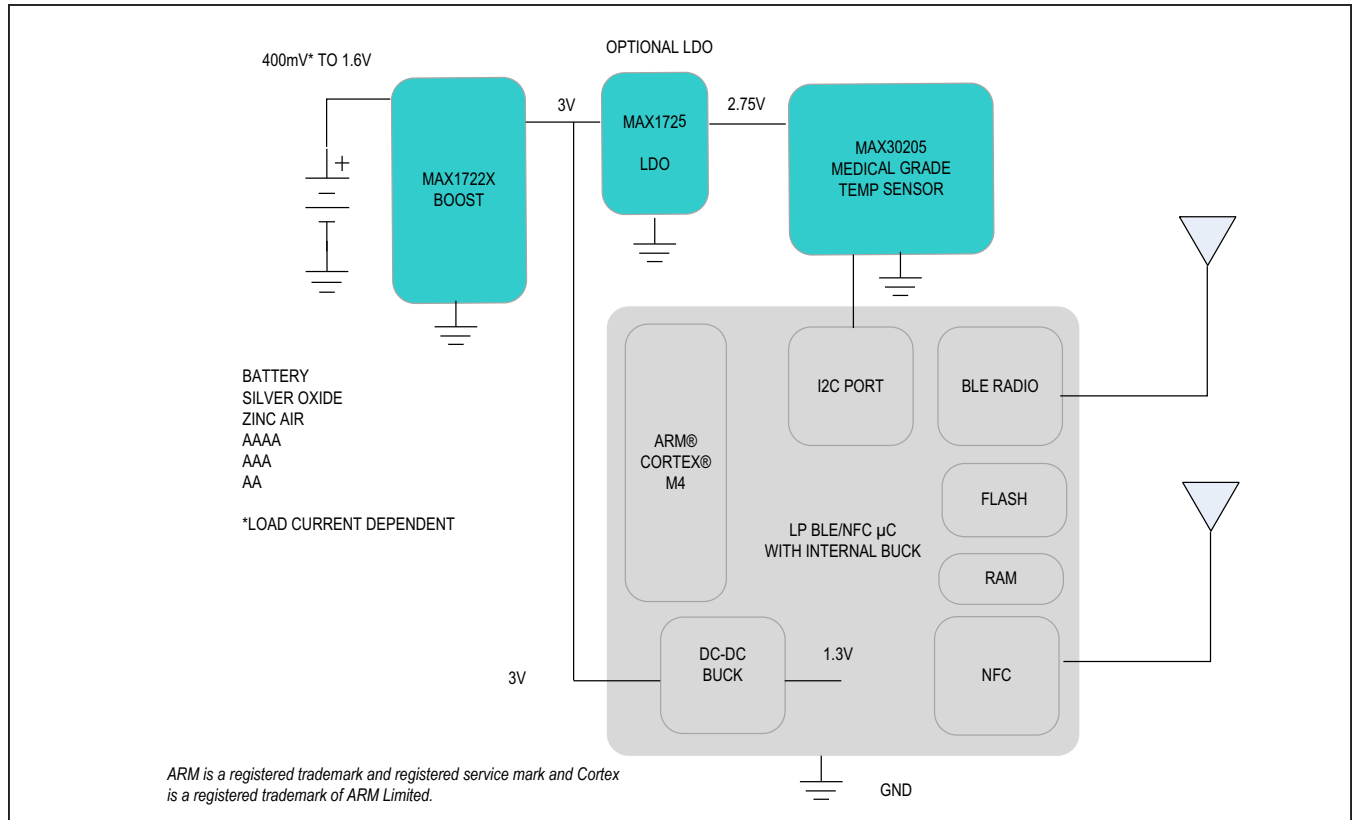 OPTIONAL LDO
400mV* TO 1.6V
3V
MAX1725
LDO
2.75V
MAX30205
MEDICAL GRADE
TEMP SENSOR
+
MAX1722X
BOOST
BATTERY
SILVER OXIDE
ZINC AIR
AAAA
AAA
AA
*LOAD CURRENT DEPENDENT
I2C PORT
BLE RADIO
ARM®
CORTEX®
M4
FLASH
LP BLE/NFC µC
WITH INTERNAL BUCK
RAM
3V
DC-DC
BUCK
1.3V
NFC
GND
ARM is a registered trademark and registered service mark and Cortex
is a registered trademark of ARM Limited.